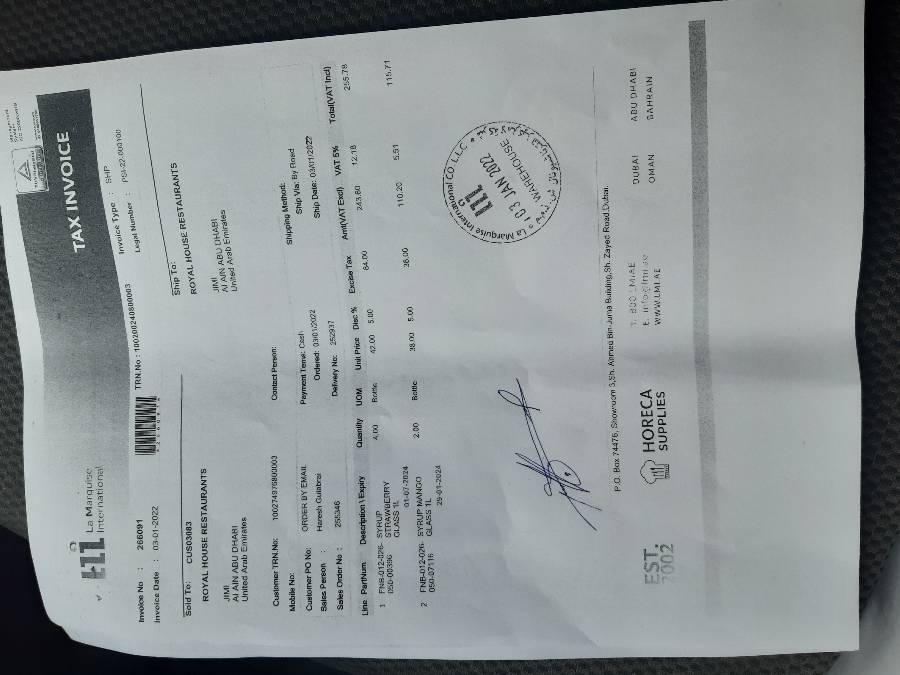 La Marquise
International
TAX INVOICE
Invoice No : 266091
TRN.No : 100200240800003
Invoice Type : SHIP
Invoice Date : 03-01-2022
Legal Number : PSI-22-000100
Sold To: CUS03083
Ship To:
ROYAL HOUSE RESTAURANTS
ROYAL HOUSE RESTAURANTS
JIMI
Al AIN ABU DHABI
United Arab Emirates
JIMI
Al AIN ABU DHABI
United Arab Emirates
Customer TRN.No: 100274975800003
Contact Person:
Mobile No:
Shipping Method:
Customer PO No: ORDER BY EMAIL
Payment Terms: Cash
Ship Via: By Road
Sales Person : Haresh Gulabrai
Ordered: 03/01/2022
Ship Date: 03/01/2022
Sales Order No : 255346
Delivery No: 252937
Line PartNum Description \ Expiry Quantity UOM Unit Price Disc % Excise Tax Amt(VAT Excl) VAT 5% Total(VAT Incl)
1 FNB-012-026- SYRUP 4.00 Bottle 42.00 5.00 84.00 243.60 12.18 255.78
050-00396 STRAWBERRY
GLASS 1L
01-07-2024
2 FNB-012-026- SYRUP MANGO 2.00 Bottle 38.00 5.00 38.00 110.20 5.51 115.71
050-07116 GLASS 1L
29-01-2024
La Marquise International CO. L.L.C
03 JAN 2022
WAREHOUSE
P.O. Box 74476, Showroom 3,Sh. Ahmed Bin Juma Building,Sh. Zayed Road,Dubai.
EST.
2002
HORECA
SUPPLIES
T: 800 LMI AE
E: info@lmi.ae
WWW.LMI.AE
DUBAI
OMAN
ABU DHABI
BAHRAIN